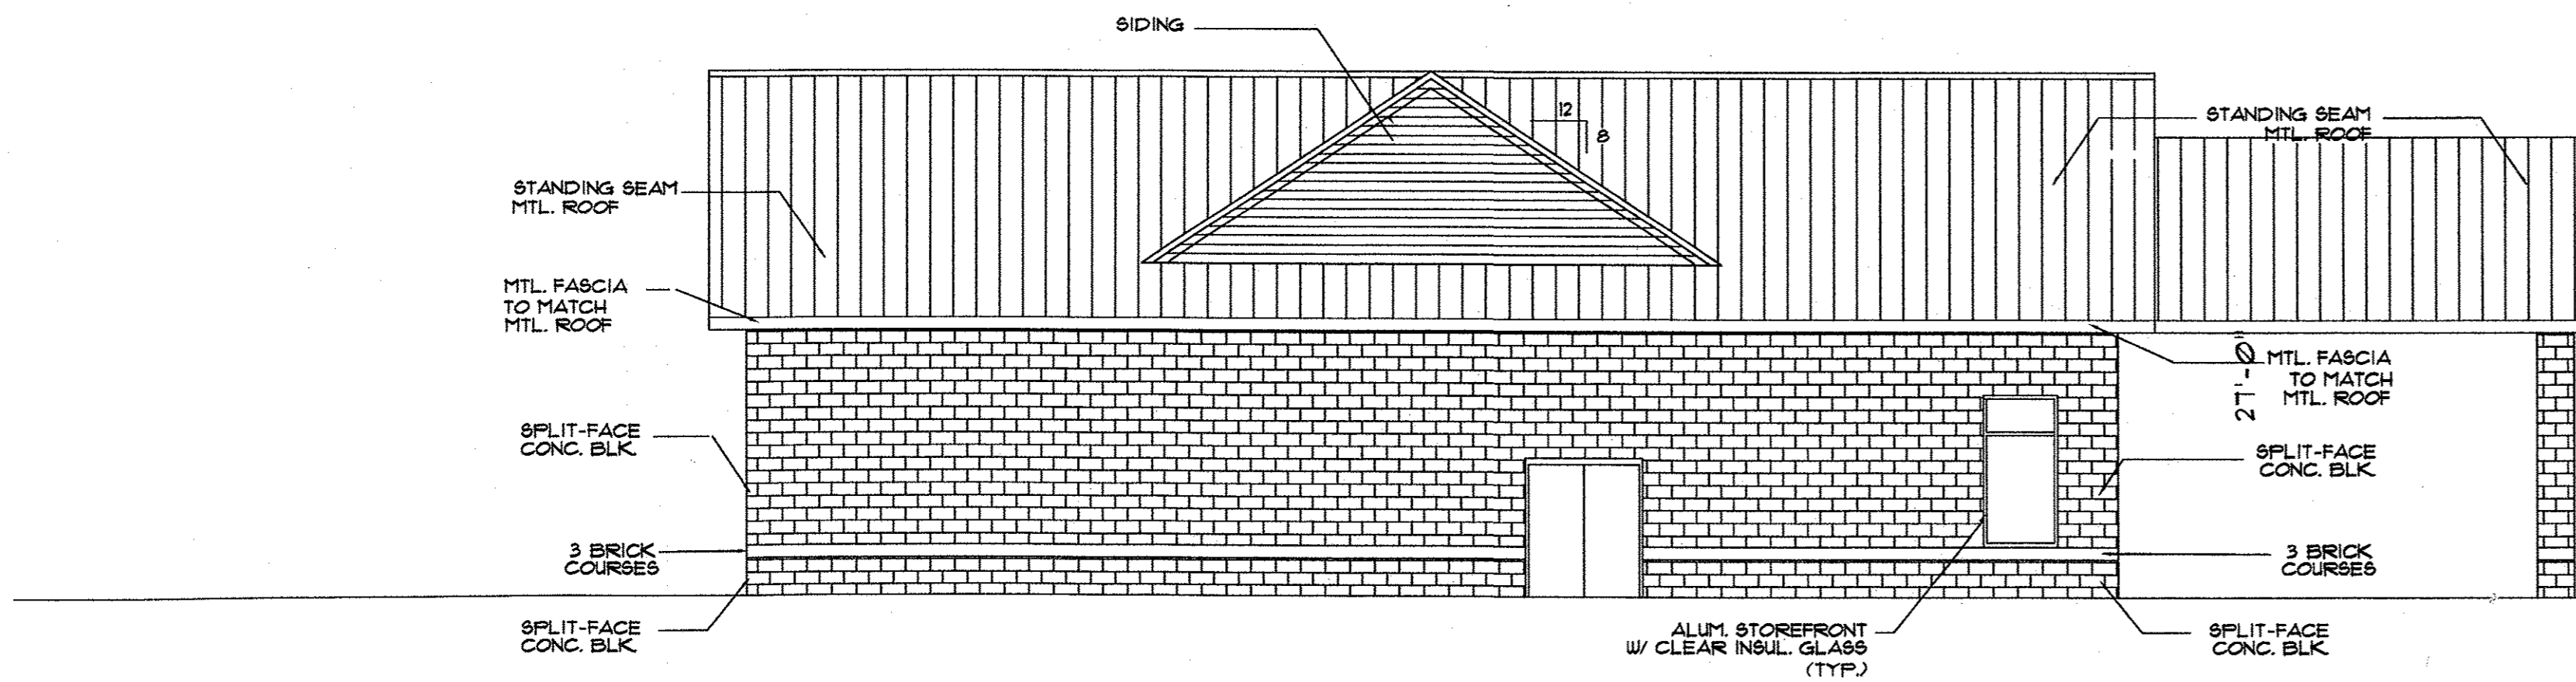 SIDING
12
8
STANDING SEAM
MTL. ROOF
STANDING SEAM
MTL. ROOF
MTL. FASCIA
TO MATCH
MTL. ROOF
MTL. FASCIA
TO MATCH
MTL. ROOF
SPLIT-FACE
CONC. BLK.
SPLIT-FACE
CONC. BLK.
3 BRICK
COURSES
3 BRICK
COURSES
SPLIT-FACE
CONC. BLK.
ALUM. STOREFRONT
W/ CLEAR INSUL. GLASS
(TYP.)
SPLIT-FACE
CONC. BLK.